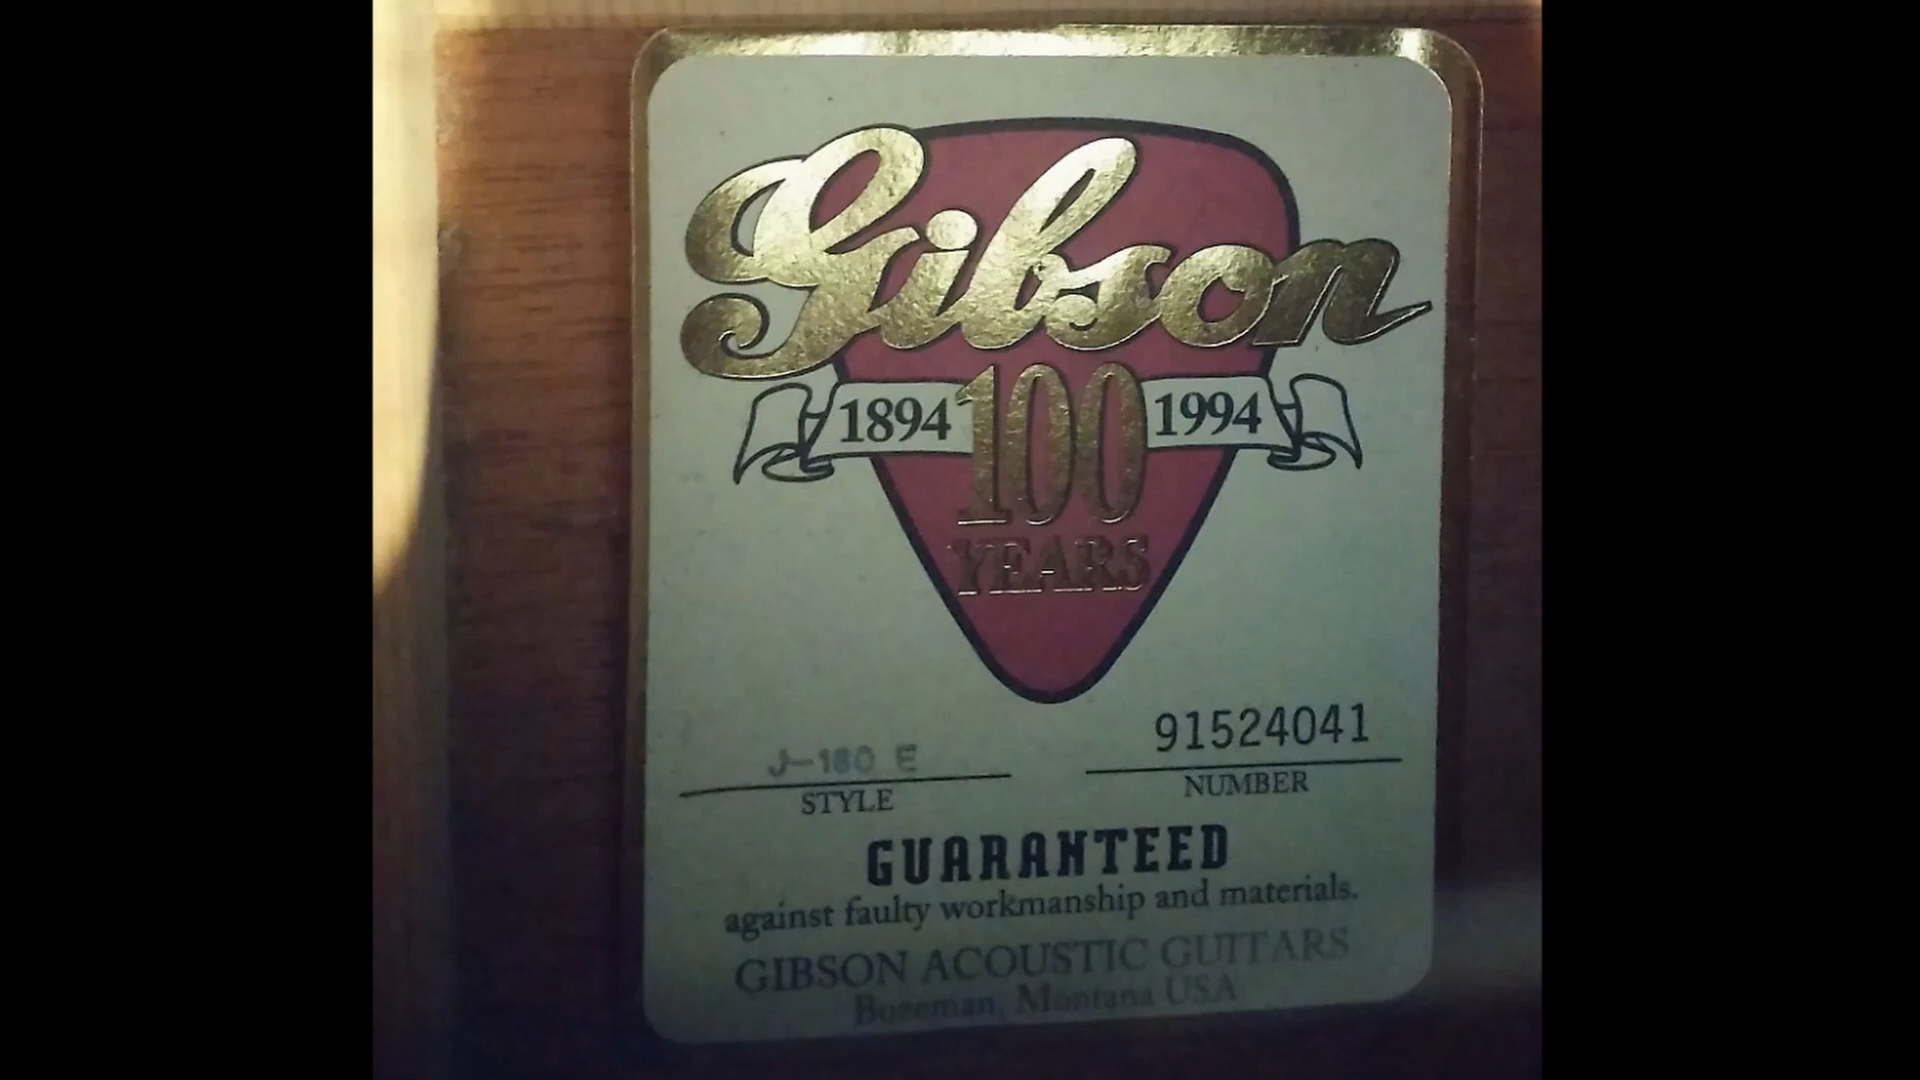 Gibson
1894 100 1994
YEARS
J-180 E 91524041
STYLE NUMBER
GUARANTEED
against faulty workmanship and materials.
GIBSON ACOUSTIC GUITARS
Bozeman, Montana USA